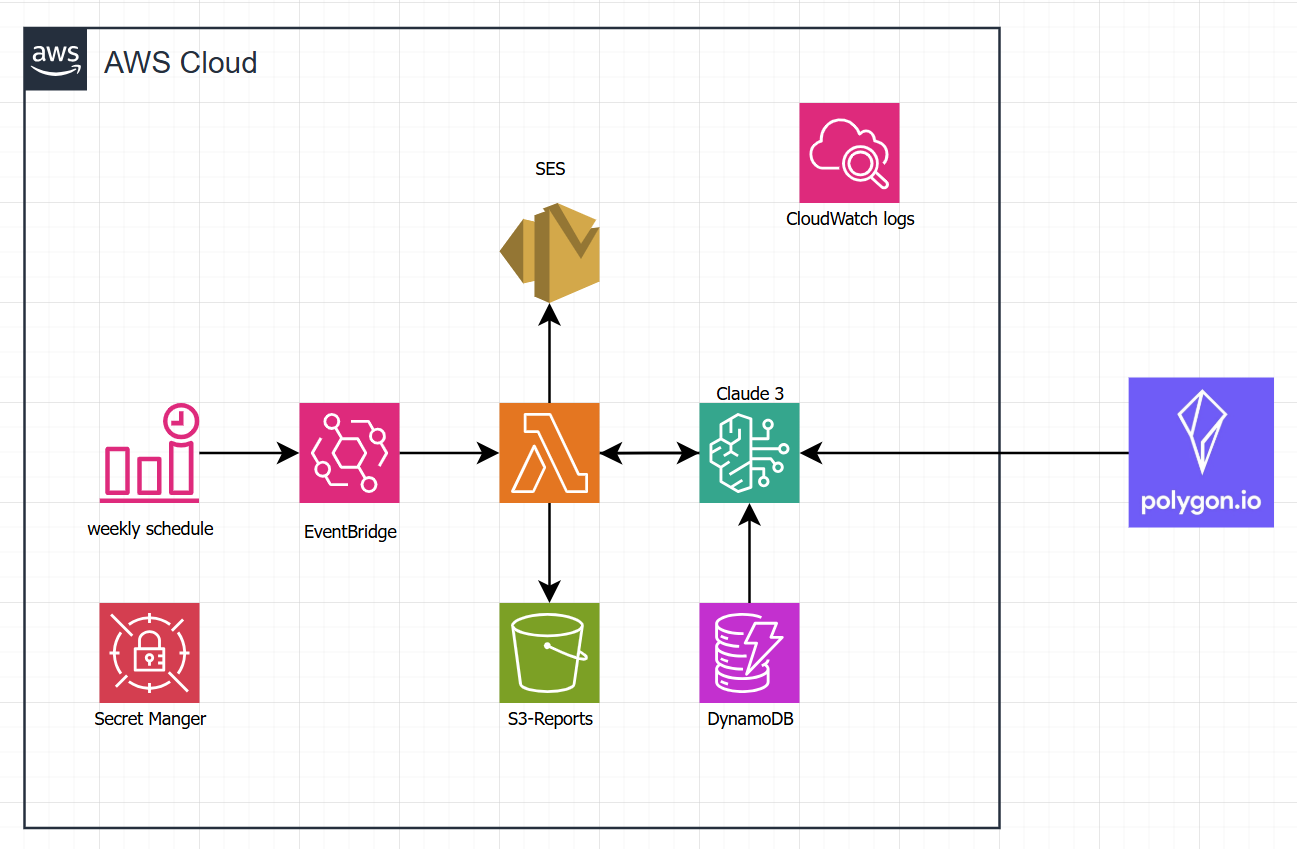 aws
AWS Cloud
SES
CloudWatch logs
Claude 3
polygon.io
weekly schedule
EventBridge
Secret Manger
S3-Reports
DynamoDB